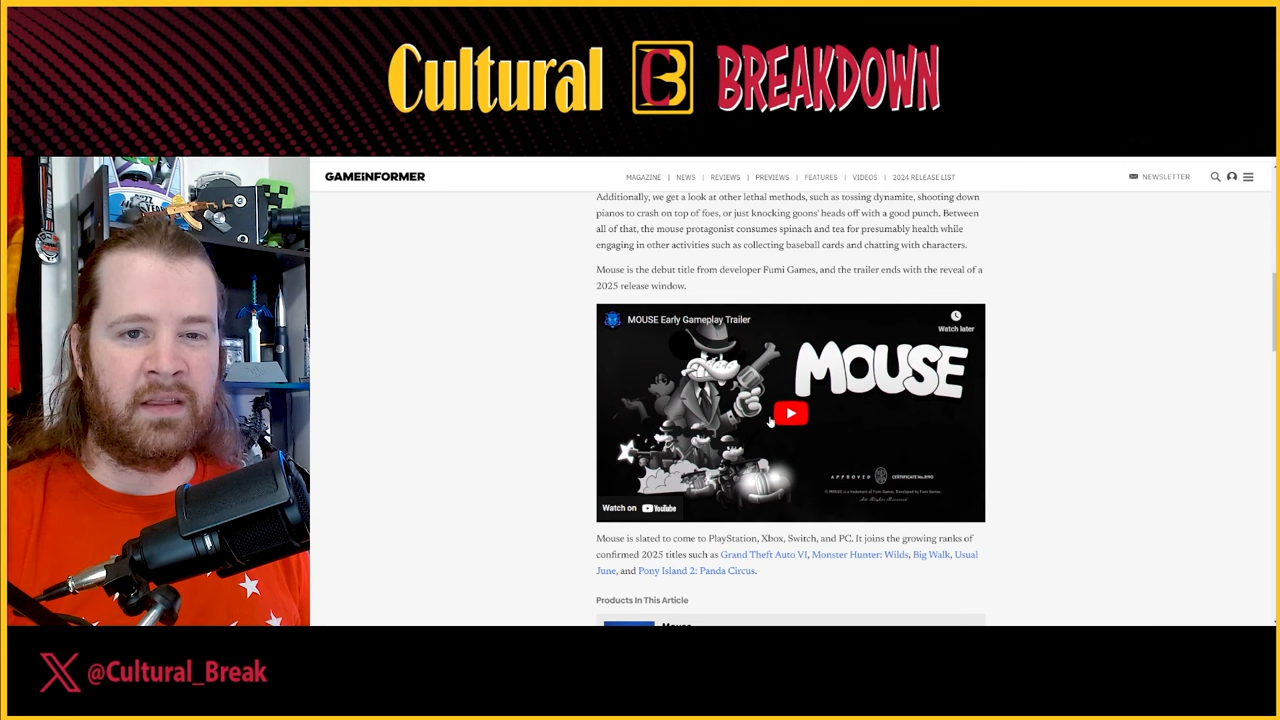 Cultural CB BREAKDOWN
GAMEINFORMER
MAGAZINE | NEWS | REVIEWS | PREVIEWS | FEATURES | VIDEOS | 2024 RELEASE LIST
NEWSLETTER
Additionally, we get a look at other lethal methods, such as tossing dynamite, shooting down
pianos to crash on top of foes, or just knocking goons' heads off with a good punch. Between
all of that, the mouse protagonist consumes spinach and tea for presumably health while
engaging in other activities such as collecting baseball cards and chatting with characters.
Mouse is the debut title from developer Fumi Games, and the trailer ends with the reveal of a
2025 release window.
MOUSE Early Gameplay Trailer
Watch later
MOUSE
APPROVED
Watch on YouTube
Mouse is slated to come to PlayStation, Xbox, Switch, and PC. It joins the growing ranks of
confirmed 2025 titles such as Grand Theft Auto VI, Monster Hunter: Wilds, Big Walk, Usual
June, and Pony Island 2: Panda Circus.
Products In This Article
Mouse
X @Cultural_Break